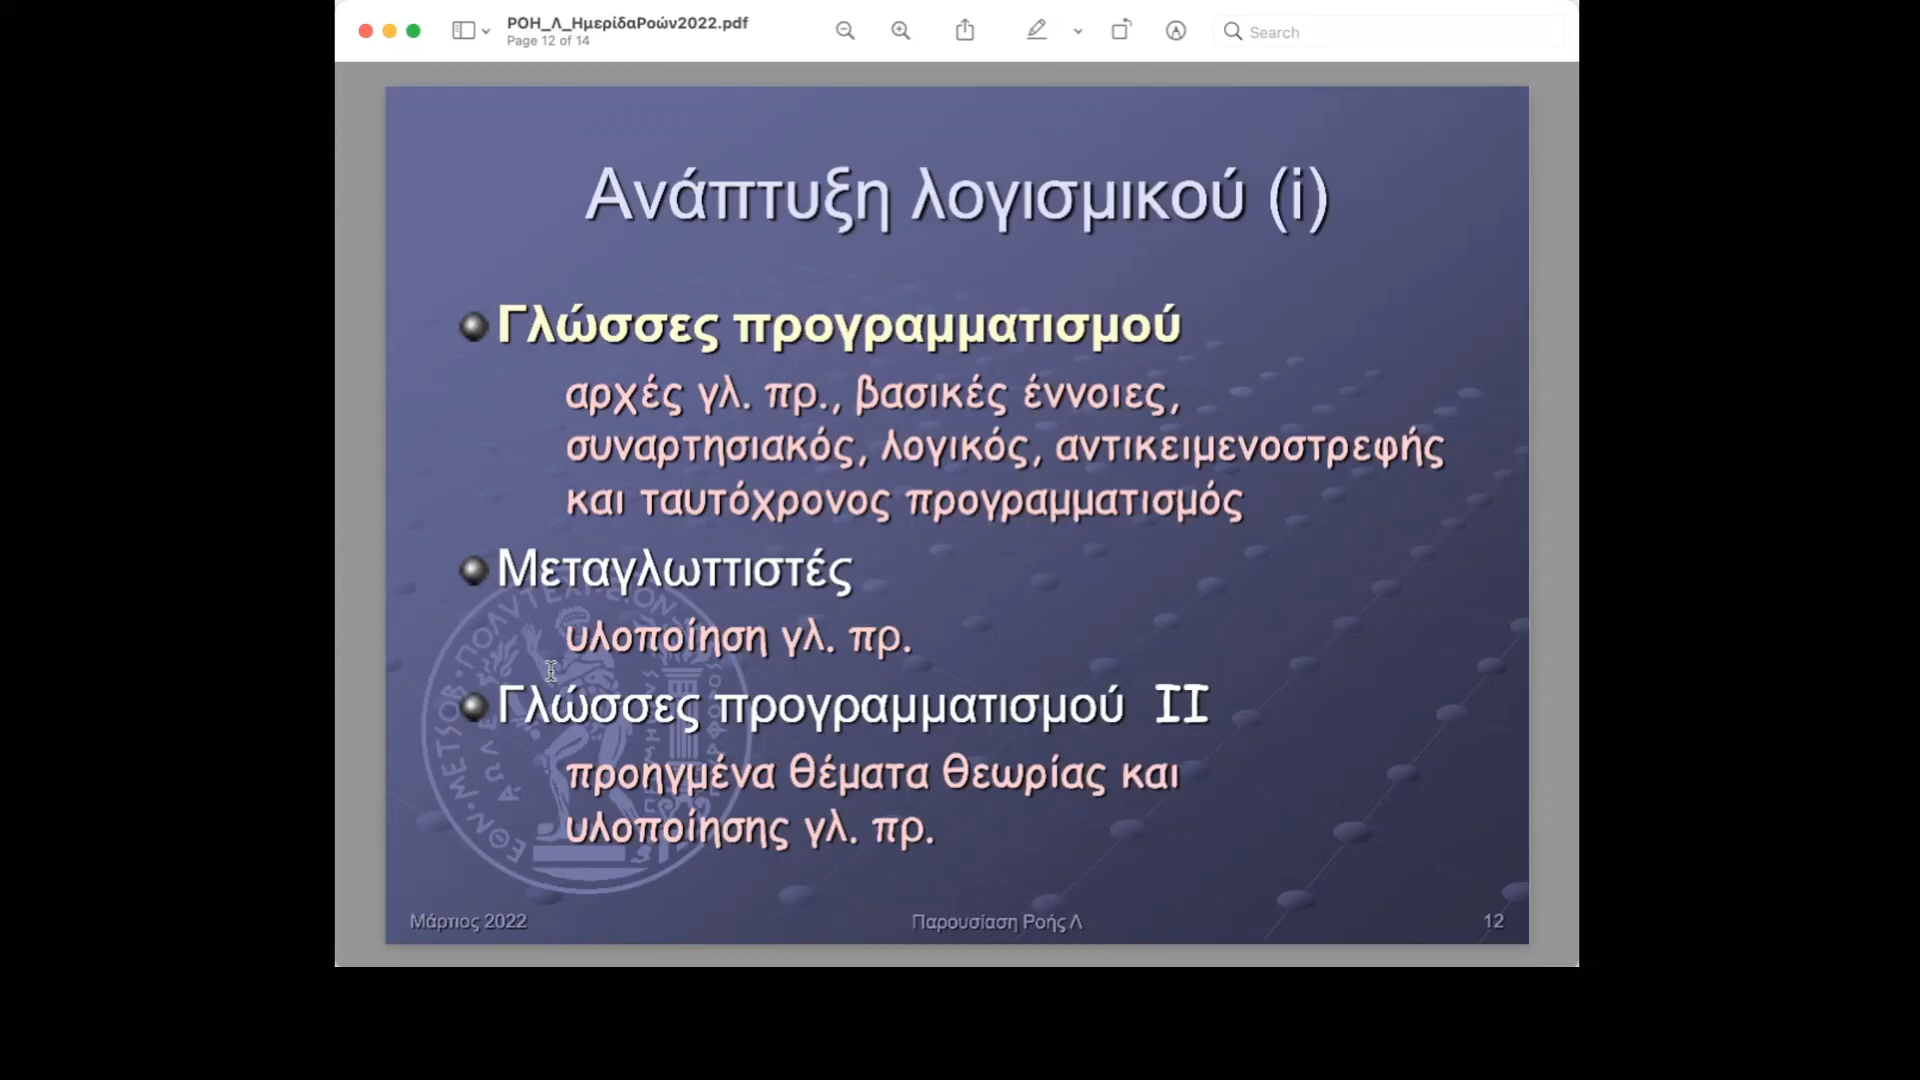 ΡΟΗ_Λ_ΗμερίδαΡοών2022.pdf
Page 12 of 14
Search
Ανάπτυξη λογισμικού (i)
Γλώσσες προγραμματισμού
αρχές γλ. πρ., βασικές έννοιες,
συναρτησιακός, λογικός, αντικειμενοστρεφής
και ταυτόχρονος προγραμματισμός
Μεταγλωττιστές
υλοποίηση γλ. πρ.
Γλώσσες προγραμματισμού II
προηγμένα θέματα θεωρίας και
υλοποίησης γλ. πρ.
Μάρτιος 2022
Παρουσίαση Ροής Λ
12